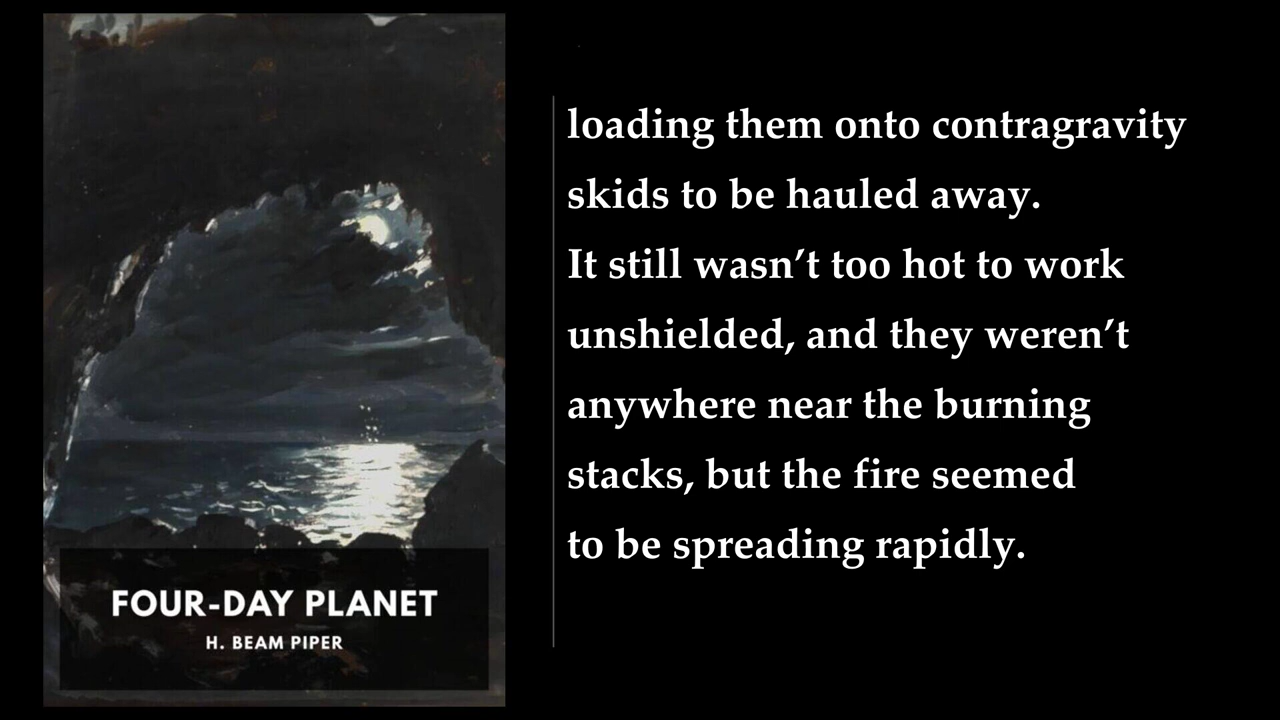 FOUR-DAY PLANET
H. BEAM PIPER
loading them onto contragravity
skids to be hauled away.
It still wasn’t too hot to work
unshielded, and they weren’t
anywhere near the burning
stacks, but the fire seemed
to be spreading rapidly.